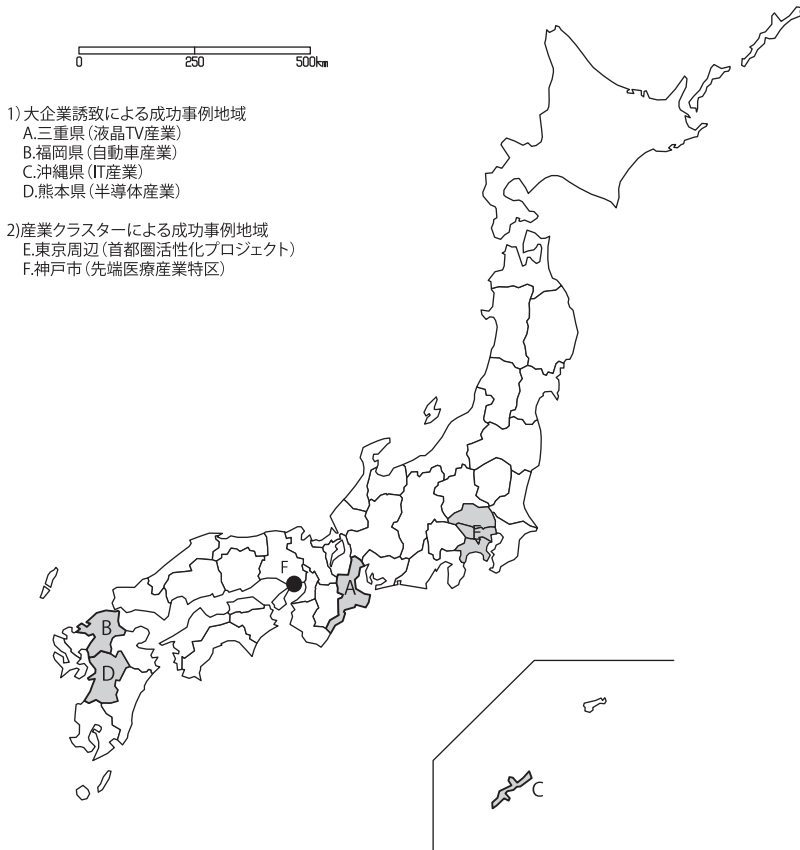 0 250 500km
1)大企業誘致による成功事例地域
A.三重県(液晶TV産業)
B.福岡県(自動車産業)
C.沖縄県(IT産業)
D.熊本県(半導体産業)
2)産業クラスターによる成功事例地域
E.東京周辺(首都圏活性化プロジェクト)
F.神戸市(先端医療産業特区)
E
F
A
B
D
C